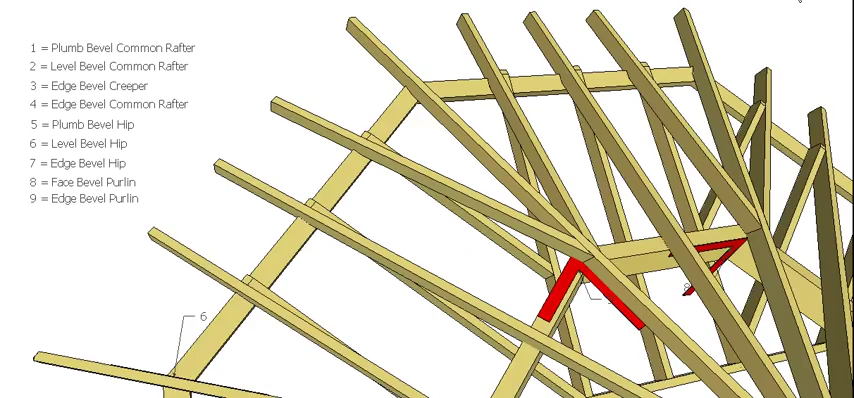 1 = Plumb Bevel Common Rafter
2 = Level Bevel Common Rafter
3 = Edge Bevel Creeper
4 = Edge Bevel Common Rafter
5 = Plumb Bevel Hip
6 = Level Bevel Hip
7 = Edge Bevel Hip
8 = Face Bevel Purlin
9 = Edge Bevel Purlin
8
6